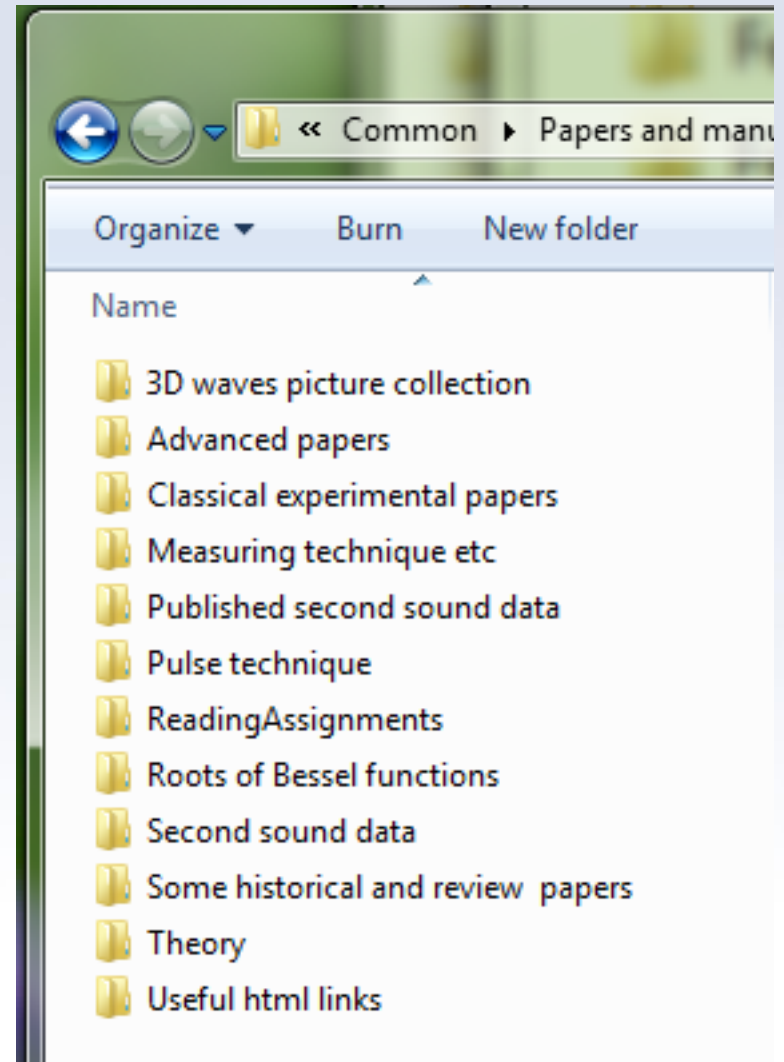 « Common ▸ Papers and manu
Organize ▾ Burn New folder
Name
3D waves picture collection
Advanced papers
Classical experimental papers
Measuring technique etc
Published second sound data
Pulse technique
ReadingAssignments
Roots of Bessel functions
Second sound data
Some historical and review  papers
Theory
Useful html links